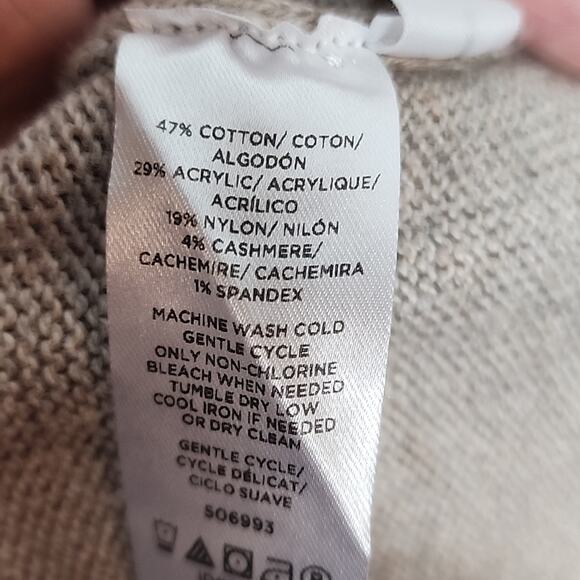 47% COTTON/ COTON/
ALGODÓN
29% ACRYLIC/ ACRYLIQUE/
ACRÍLICO
19% NYLON/ NILÓN
4% CASHMERE/
CACHEMIRE/ CACHEMIRA
1% SPANDEX
MACHINE WASH COLD
GENTLE CYCLE
ONLY NON-CHLORINE
BLEACH WHEN NEEDED
TUMBLE DRY LOW
COOL IRON IF NEEDED
OR DRY CLEAN
GENTLE CYCLE/
CYCLE DÉLICAT/
CICLO SUAVE
506993